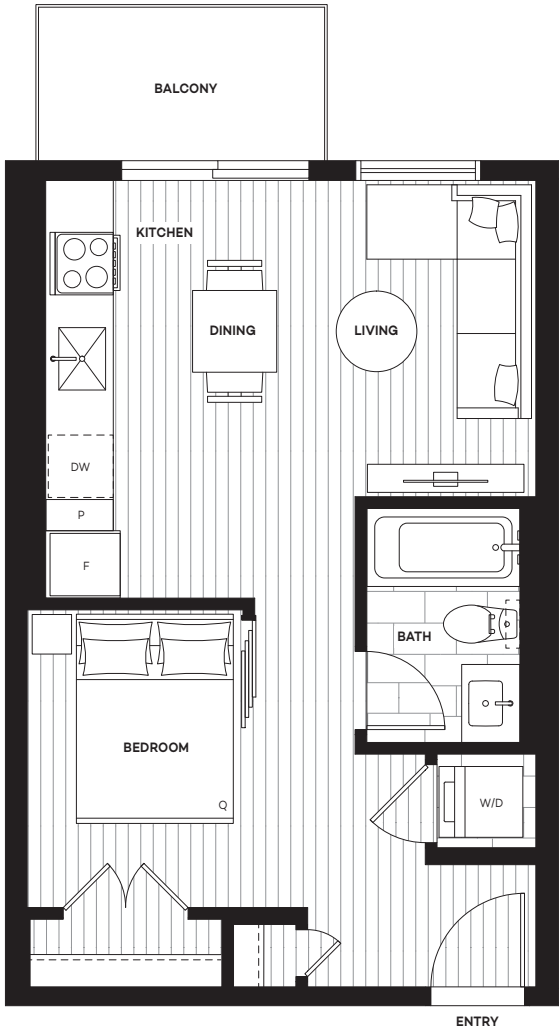 BALCONY
KITCHEN
DINING
LIVING
DW
P
F
BATH
BEDROOM
Q
W/D
ENTRY